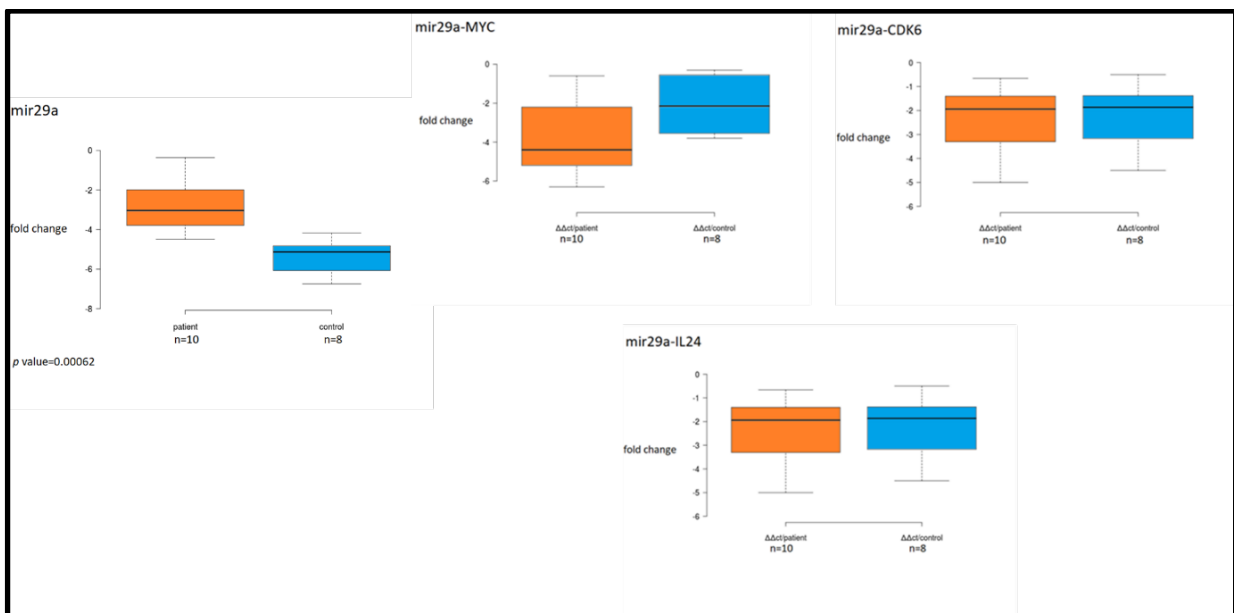 mir29a
fold change
0
-2
-4
-6
-8
patient
n=10
control
n=8
p value=0.00062
mir29a-MYC
fold change
0
-2
-4
-6
ΔΔct/patient
n=10
ΔΔct/control
n=8
mir29a-CDK6
fold change
0
-1
-2
-3
-4
-5
-6
ΔΔct/patient
n=10
ΔΔct/control
n=8
mir29a-IL24
fold change
0
-1
-2
-3
-4
-5
-6
ΔΔct/patient
n=10
ΔΔct/control
n=8